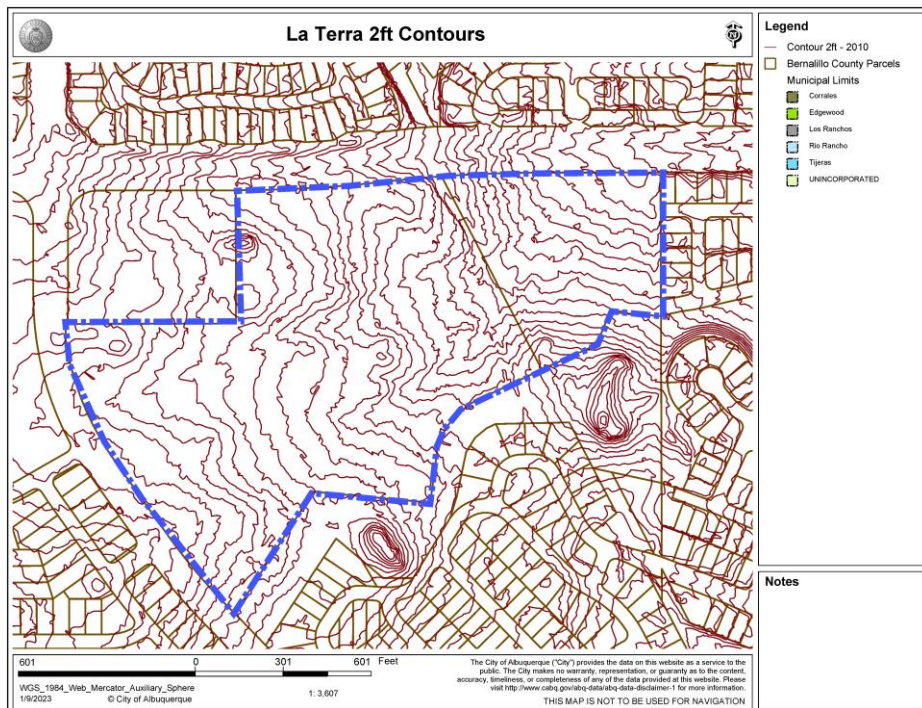 La Terra 2ft Contours
N
Legend
Contour 2ft - 2010
Bernalillo County Parcels
Municipal Limits
Corrales
Edgewood
Los Ranchos
Rio Rancho
Tijeras
UNINCORPORATED
Notes
601 0 301 601 Feet
WGS_1984_Web_Mercator_Auxiliary_Sphere
1/9/2023 © City of Albuquerque
1: 3,607
The City of Albuquerque ("City") provides the data on this website as a service to the
public. The City makes no warranty, representation, or guaranty as to the content,
accuracy, timeliness, or completeness of any of the data provided at this website. Please
visit http://www.cabq.gov/abq-data/abq-data-disclaimer-1 for more information.
THIS MAP IS NOT TO BE USED FOR NAVIGATION